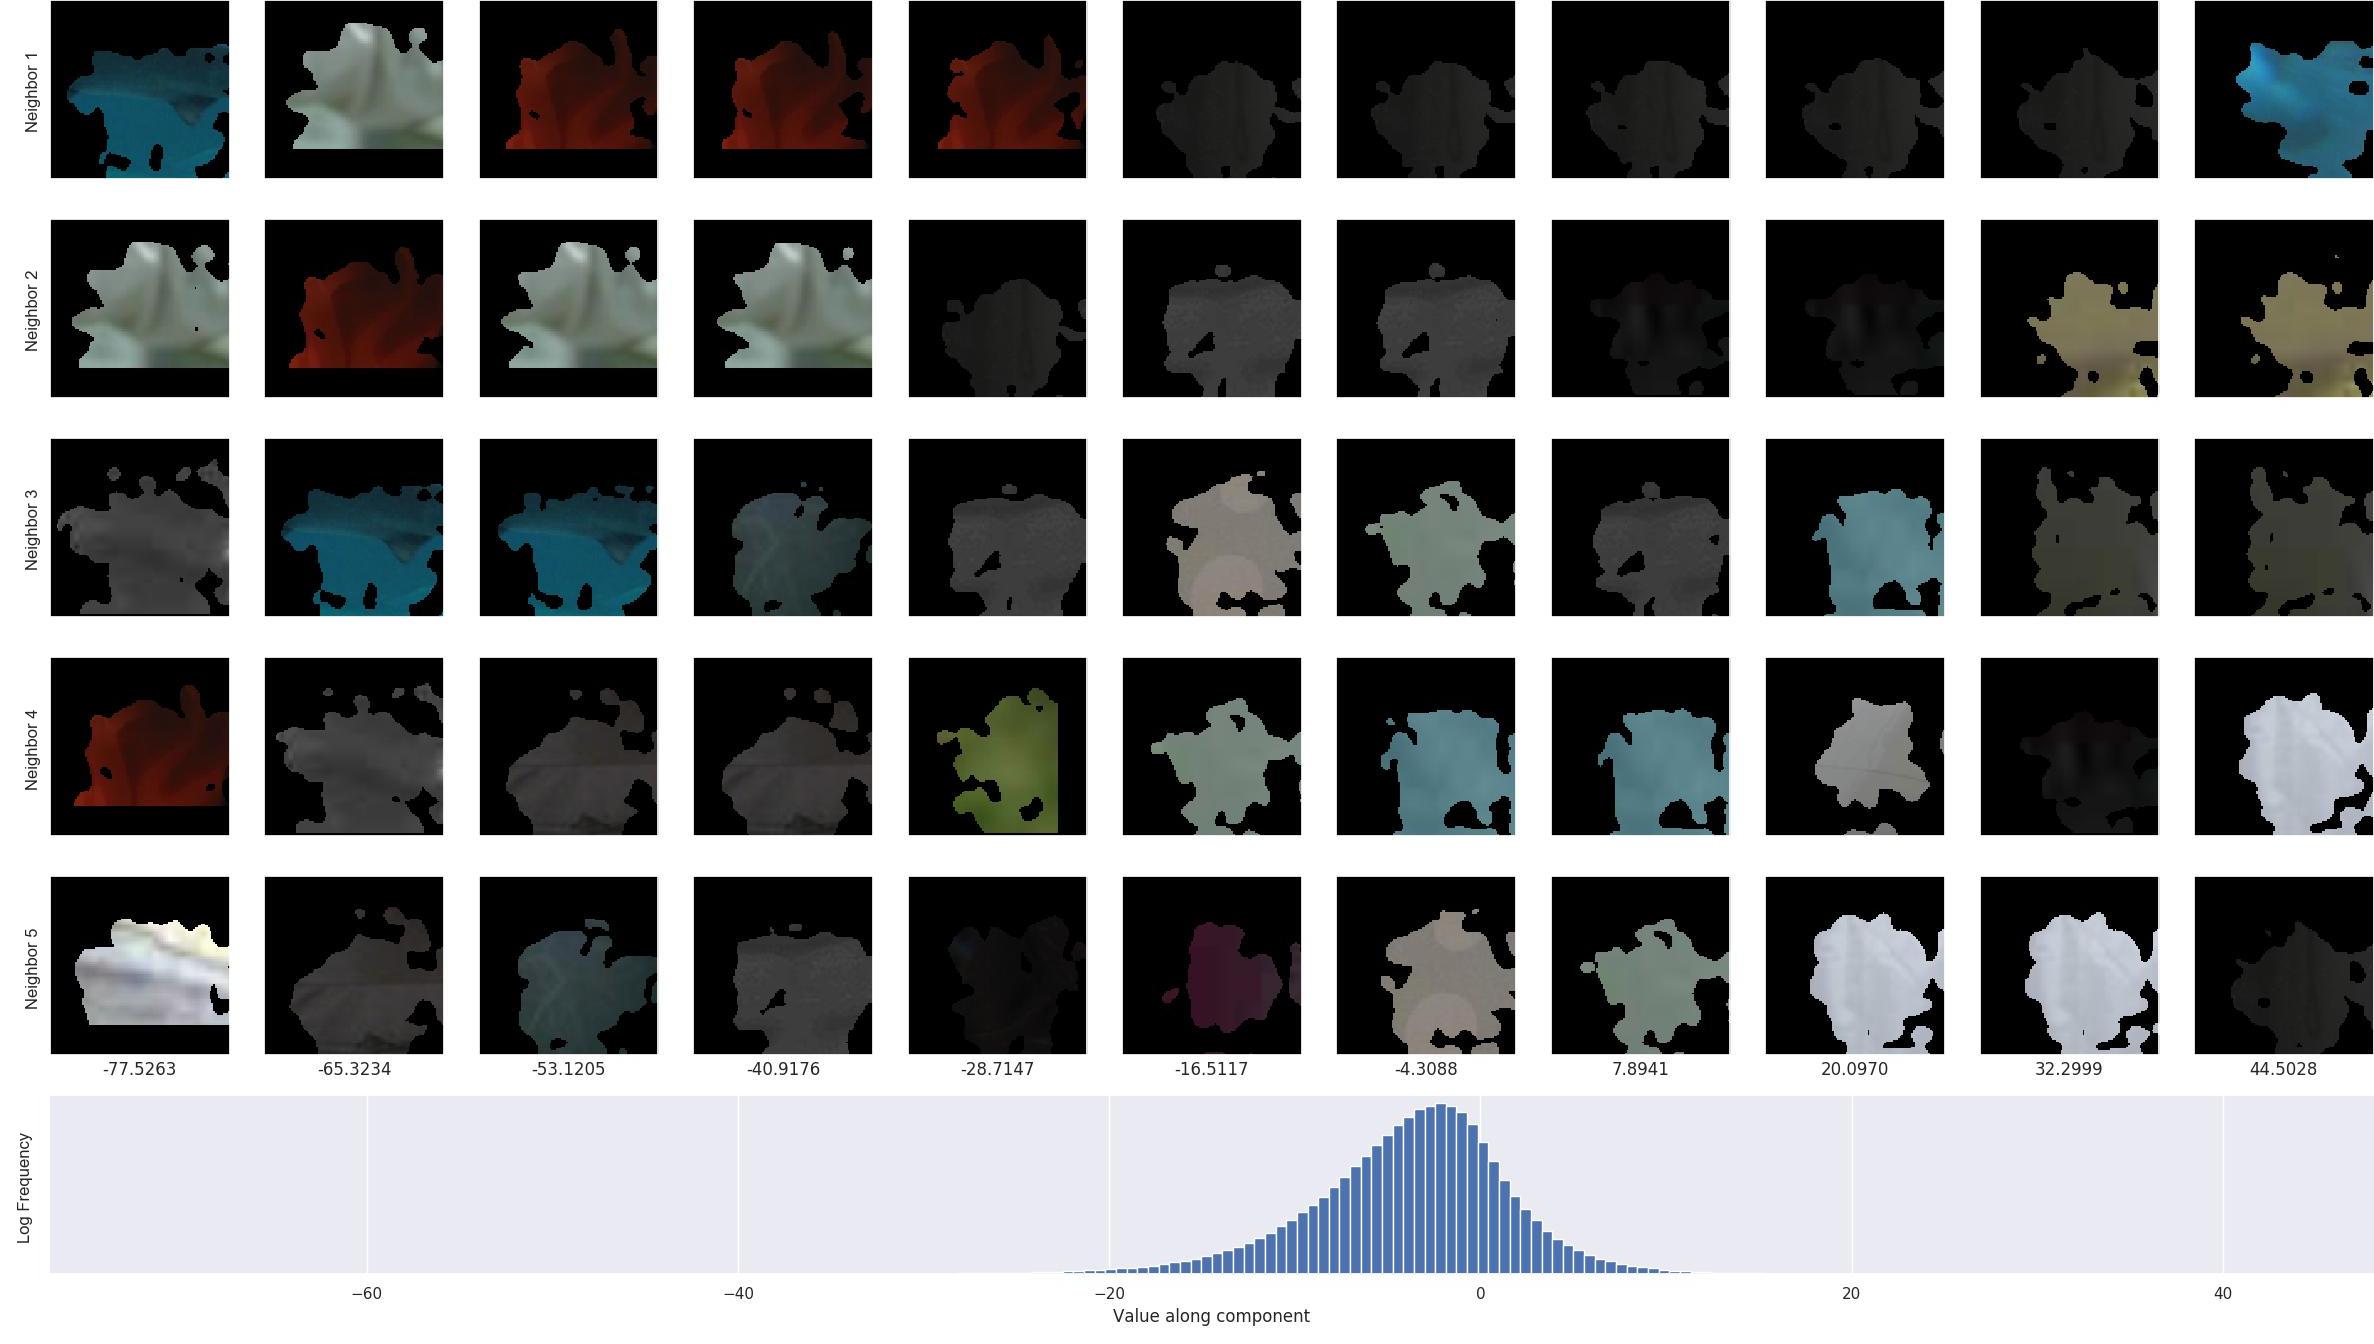 Neighbor 1
Neighbor 2
Neighbor 3
Neighbor 4
Neighbor 5
-77.5263 -65.3234 -53.1205 -40.9176 -28.7147 -16.5117 -4.3088 7.8941 20.0970 32.2999 44.5028
Log Frequency
−60 −40 −20 0 20 40
Value along component